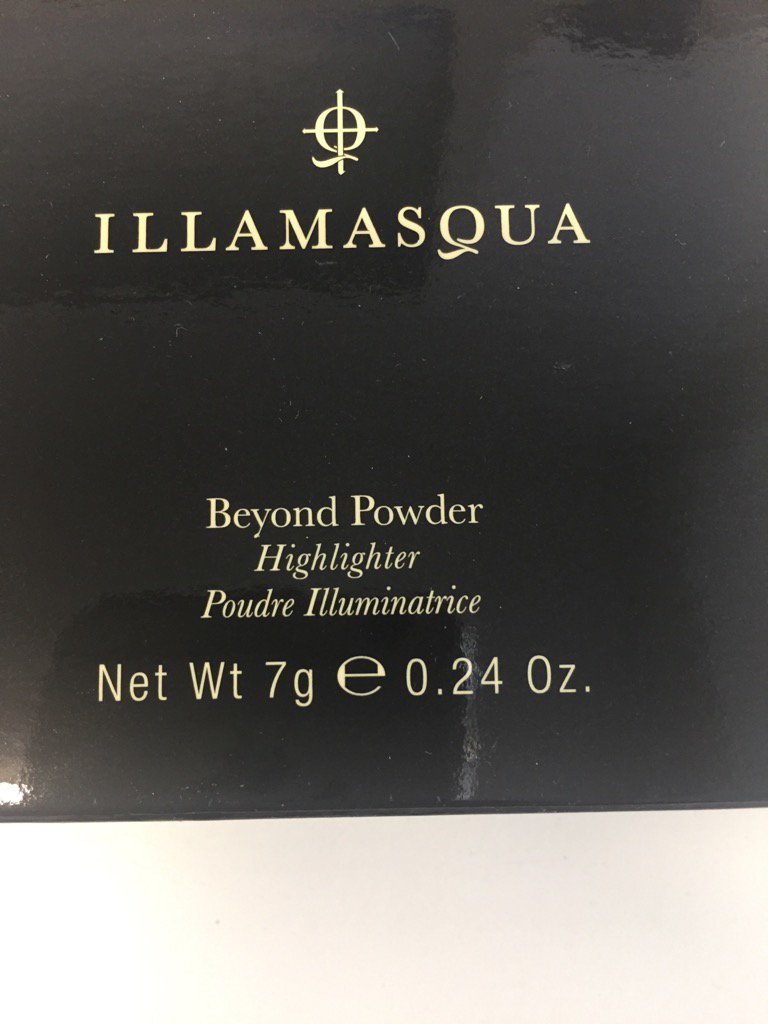 ILLAMASQUA
Beyond Powder
Highlighter
Poudre Illuminatrice
Net Wt 7g ℮ 0.24 Oz.